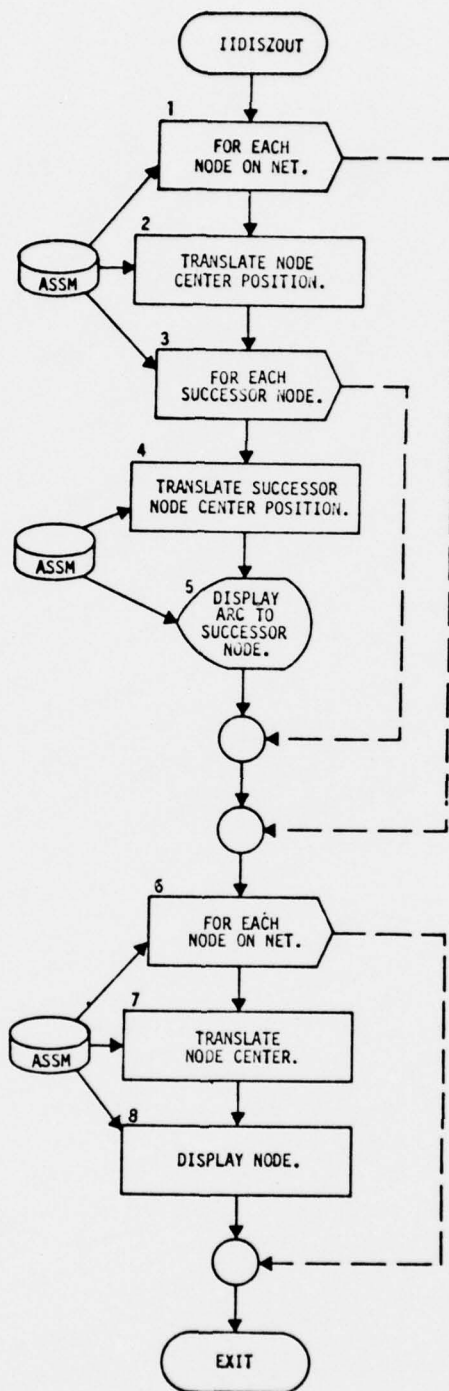 IIDISZOUT
1
FOR EACH
NODE ON NET.
2
TRANSLATE NODE
CENTER POSITION.
ASSM
3
FOR EACH
SUCCESSOR NODE.
4
TRANSLATE SUCCESSOR
NODE CENTER POSITION.
ASSM
5
DISPLAY
ARC TO
SUCCESSOR
NODE.
6
FOR EACH
NODE ON NET.
7
TRANSLATE
NODE CENTER.
ASSM
8
DISPLAY NODE.
EXIT